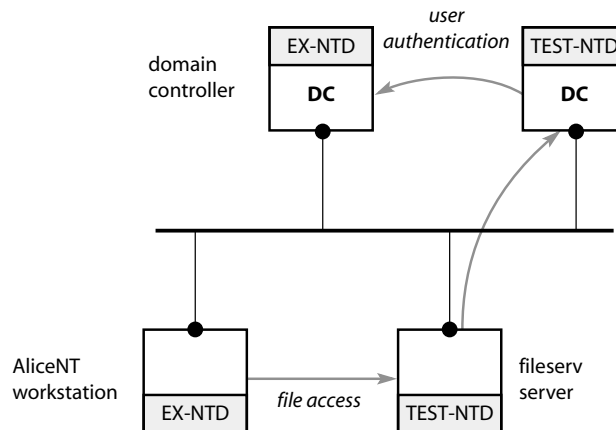 user
authentication
EX-NTD
TEST-NTD
domain
controller
DC
DC
AliceNT
workstation
fileserv
server
EX-NTD
file access
TEST-NTD